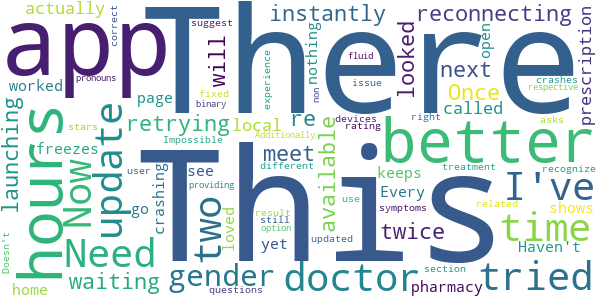 actually
correct
suggest
instantly
reconnecting
pronouns
app
There
will
nothing
open
fluid
looked
next
crashes
prescription
worked
page
experience
issue
Once
respective
launching
hours
freezes
Now
update
retrying
fixed
binary
local
re
non
devices
rating
called
right
asks
better
stars
Impossible
This
meet
available
different
keeps
treatment
recognize
Every
I've
Doesn't
home
Need
waiting
crashing
user
go
two
see
providing
loved
gender
questions
Additionally
result
option
still
yet
updated
use
symptoms
doctor
section
twice
pharmacy
related
shows
time
Haven't
tried